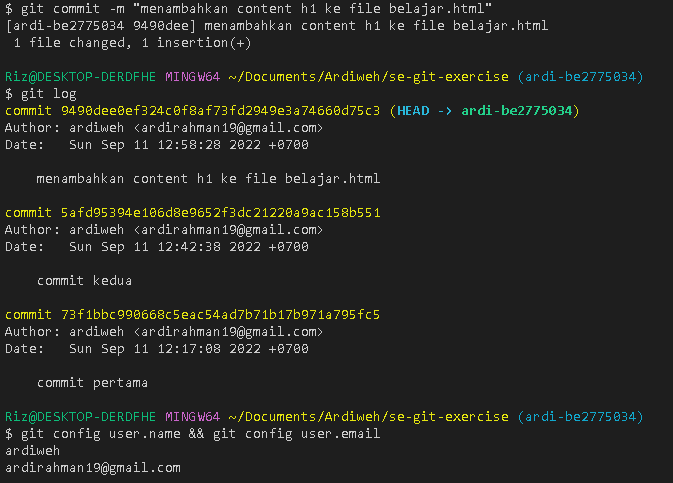 $ git commit -m "menambahkan content h1 ke file belajar.html"
[ardi-be2775034 9490dee] menambahkan content h1 ke file belajar.html
 1 file changed, 1 insertion(+)

Riz@DESKTOP-DERDFHE MINGW64 ~/Documents/Ardiweh/se-git-exercise (ardi-be2775034)
$ git log
commit 9490dee0ef324c0f8af73fd2949e3a74660d75c3 (HEAD -> ardi-be2775034)
Author: ardiweh <ardirahman19@gmail.com>
Date:   Sun Sep 11 12:58:28 2022 +0700

    menambahkan content h1 ke file belajar.html

commit 5afd95394e106d8e9652f3dc21220a9ac158b551
Author: ardiweh <ardirahman19@gmail.com>
Date:   Sun Sep 11 12:42:38 2022 +0700

    commit kedua

commit 73f1bbc990668c5eac54ad7b71b17b971a795fc5
Author: ardiweh <ardirahman19@gmail.com>
Date:   Sun Sep 11 12:17:08 2022 +0700

    commit pertama

Riz@DESKTOP-DERDFHE MINGW64 ~/Documents/Ardiweh/se-git-exercise (ardi-be2775034)
$ git config user.name && git config user.email
ardiweh
ardirahman19@gmail.com